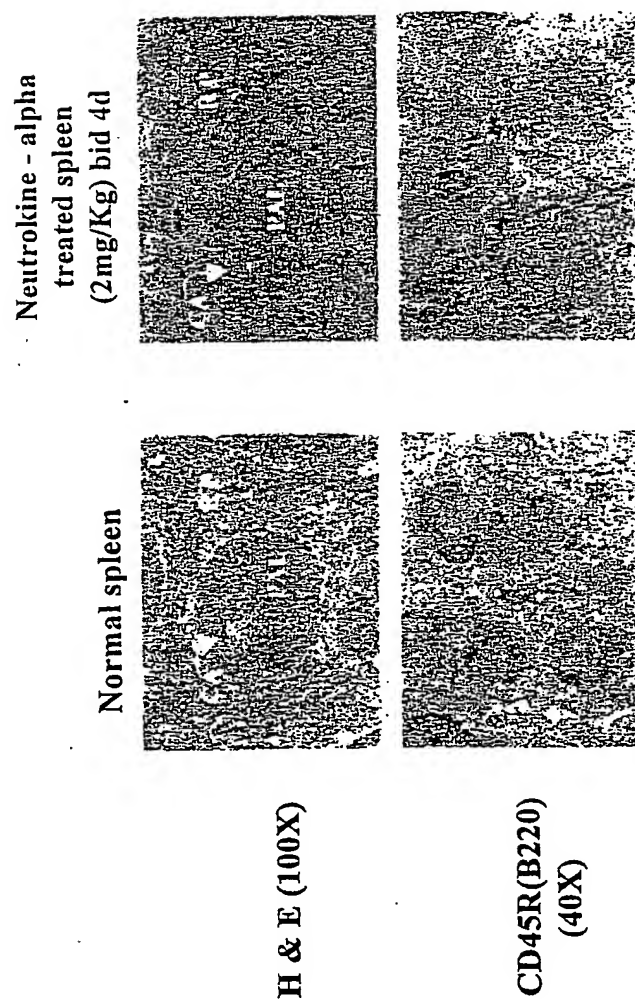 Normal spleen
Neutrokine - alpha
treated spleen
(2mg/Kg) bid 4d
H & E (100X)
CD45R(B220)
(40X)